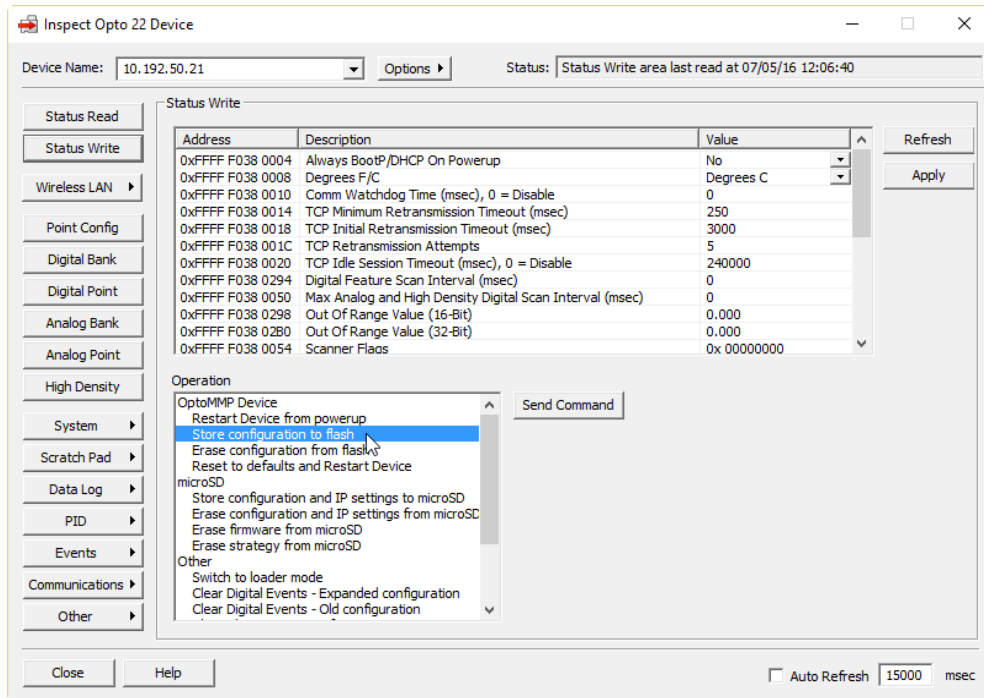 Inspect Opto 22 Device
Device Name: 10.192.50.21 Options Status: Status Write area last read at 07/05/16 12:06:40
Status Read
Status Write
Wireless LAN
Point Config
Digital Bank
Digital Point
Analog Bank
Analog Point
High Density
System
Scratch Pad
Data Log
PID
Events
Communications
Other
Status Write
Address Description Value
0xFFFF F038 0004 Always BootP/DHCP On Powerup No
0xFFFF F038 0008 Degrees F/C Degrees C
0xFFFF F038 0010 Comm Watchdog Time (msec), 0 = Disable 0
0xFFFF F038 0014 TCP Minimum Retransmission Timeout (msec) 250
0xFFFF F038 0018 TCP Initial Retransmission Timeout (msec) 3000
0xFFFF F038 001C TCP Retransmission Attempts 5
0xFFFF F038 0020 TCP Idle Session Timeout (msec), 0 = Disable 240000
0xFFFF F038 0294 Digital Feature Scan Interval (msec) 0
0xFFFF F038 0050 Max Analog and High Density Digital Scan Interval (msec) 0
0xFFFF F038 0298 Out Of Range Value (16-Bit) 0.000
0xFFFF F038 02B0 Out Of Range Value (32-Bit) 0.000
0xFFFF F038 0054 Scanner Flags 0x 00000000
Refresh
Apply
Operation
OptoMMP Device
Restart Device from powerup
Store configuration to flash
Erase configuration from flash
Reset to defaults and Restart Device
microSD
Store configuration and IP settings to microSD
Erase configuration and IP settings from microSD
Erase firmware from microSD
Erase strategy from microSD
Other
Switch to loader mode
Clear Digital Events - Expanded configuration
Clear Digital Events - Old configuration
Send Command
Close Help Auto Refresh 15000 msec